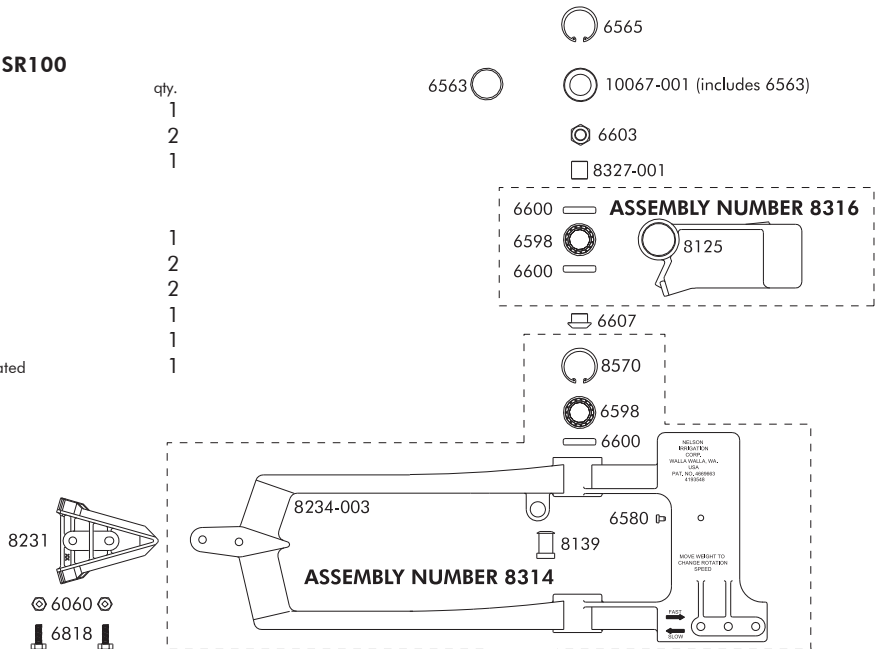 SR100
qty.
1
2
1
1
2
2
1
1
ated 1
6565
6563
10067-001 (includes 6563)
6603
8327-001
6600
ASSEMBLY NUMBER 8316
6598
8125
6600
6607
8570
6598
6600
NELSON
IRRIGATION
CORP.
WALLA WALLA, WA.
USA
PAT. NO. 4669663
4193548
8234-003
6580
8231
8139
MOVE WEIGHT TO
CHANGE ROTATION
SPEED
ASSEMBLY NUMBER 8314
6060
FAST
6818
SLOW